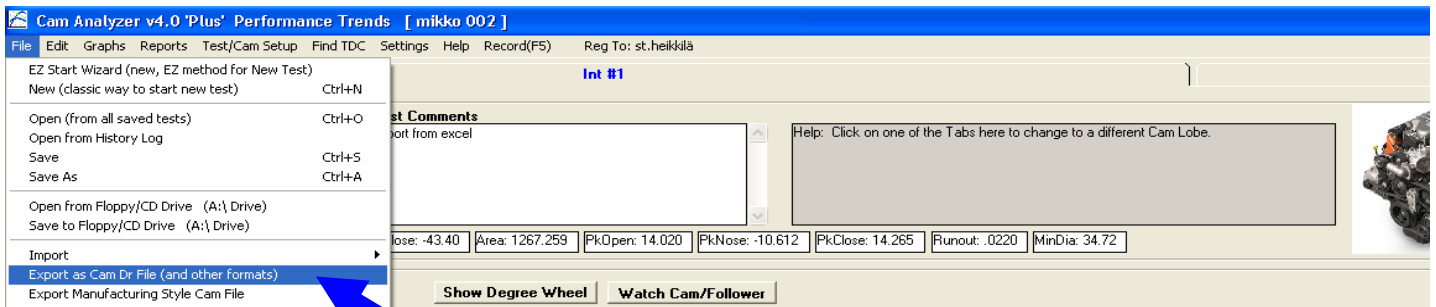 Cam Analyzer v4.0 'Plus' Performance Trends [ mikko 002 ]
File Edit Graphs Reports Test/Cam Setup Find TDC Settings Help Record(F5) Reg To: st.heikkilä
EZ Start Wizard (new, EZ method for New Test)
Int #1
New (classic way to start new test) Ctrl+N
Open (from all saved tests) Ctrl+O
st Comments
Open from History Log
port from excel
Help: Click on one of the Tabs here to change to a different Cam Lobe.
Save Ctrl+S
Save As Ctrl+A
Open from Floppy/CD Drive (A:\ Drive)
Save to Floppy/CD Drive (A:\ Drive)
lose: -43.40 Area: 1267.259 PkOpen: 14.020 PkNose: -10.612 PkClose: 14.265 Runout: .0220 MinDia: 34.72
Import
Export as Cam Dr File (and other formats)
Export Manufacturing Style Cam File
Show Degree Wheel Watch Cam/Follower